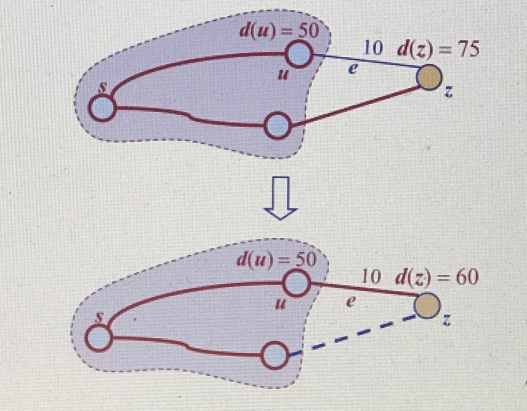 d(u) = 50
10 d(z) = 75
s
u
e
z
d(u) = 50
10 d(z) = 60
s
u
e
z